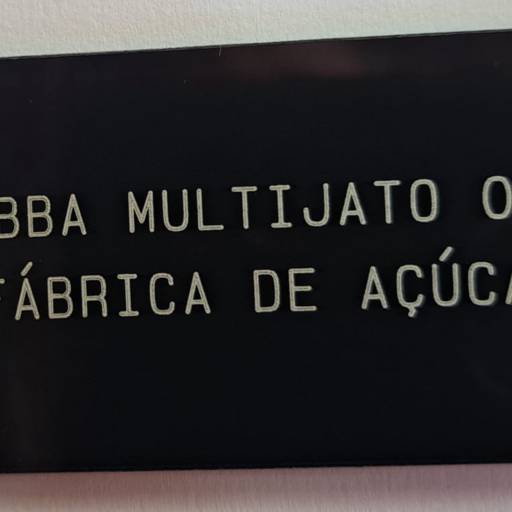 BBA MULTIJATO
FÁBRICA DE AÇÚCA